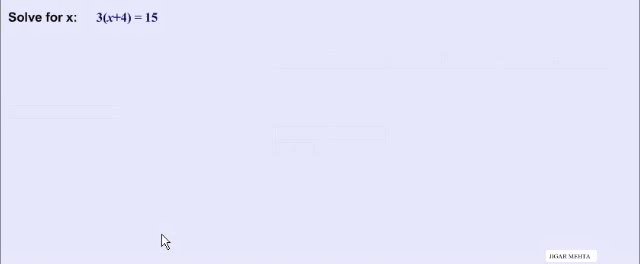 Solve for x: 3(x+4) = 15
JIGAR MEHTA